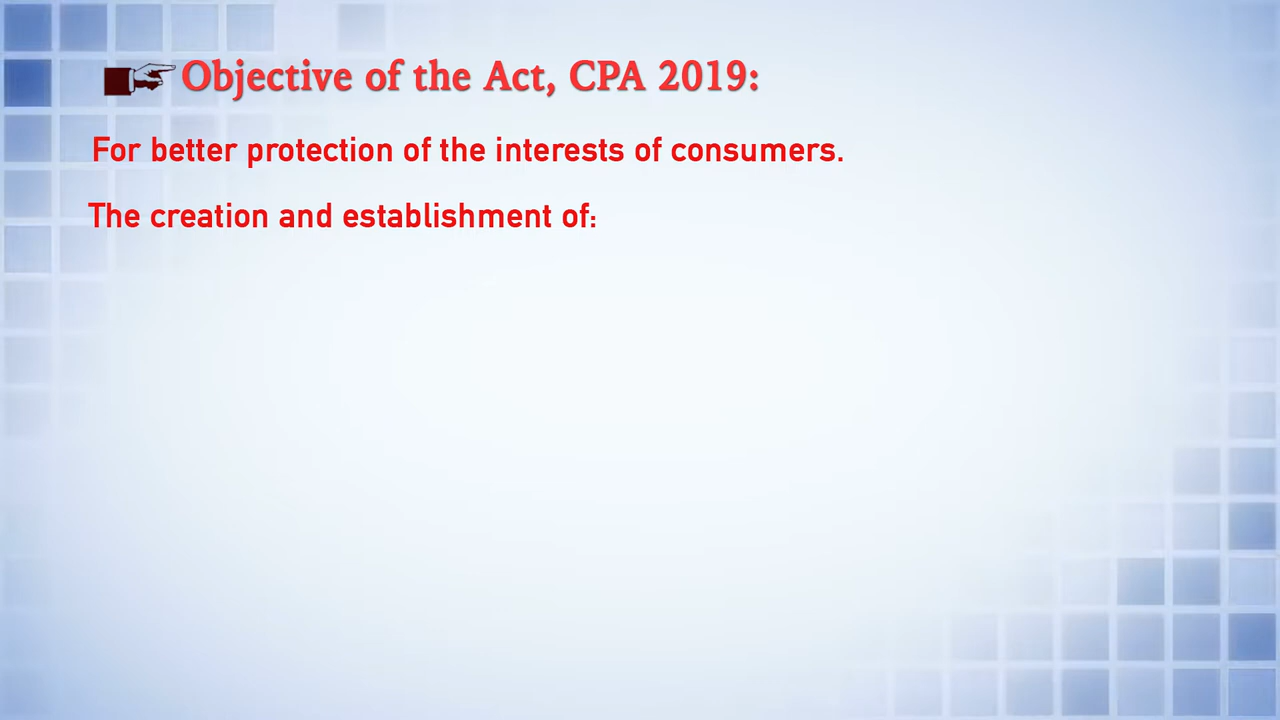 Objective of the Act, CPA 2019:
For better protection of the interests of consumers.
The creation and establishment of: